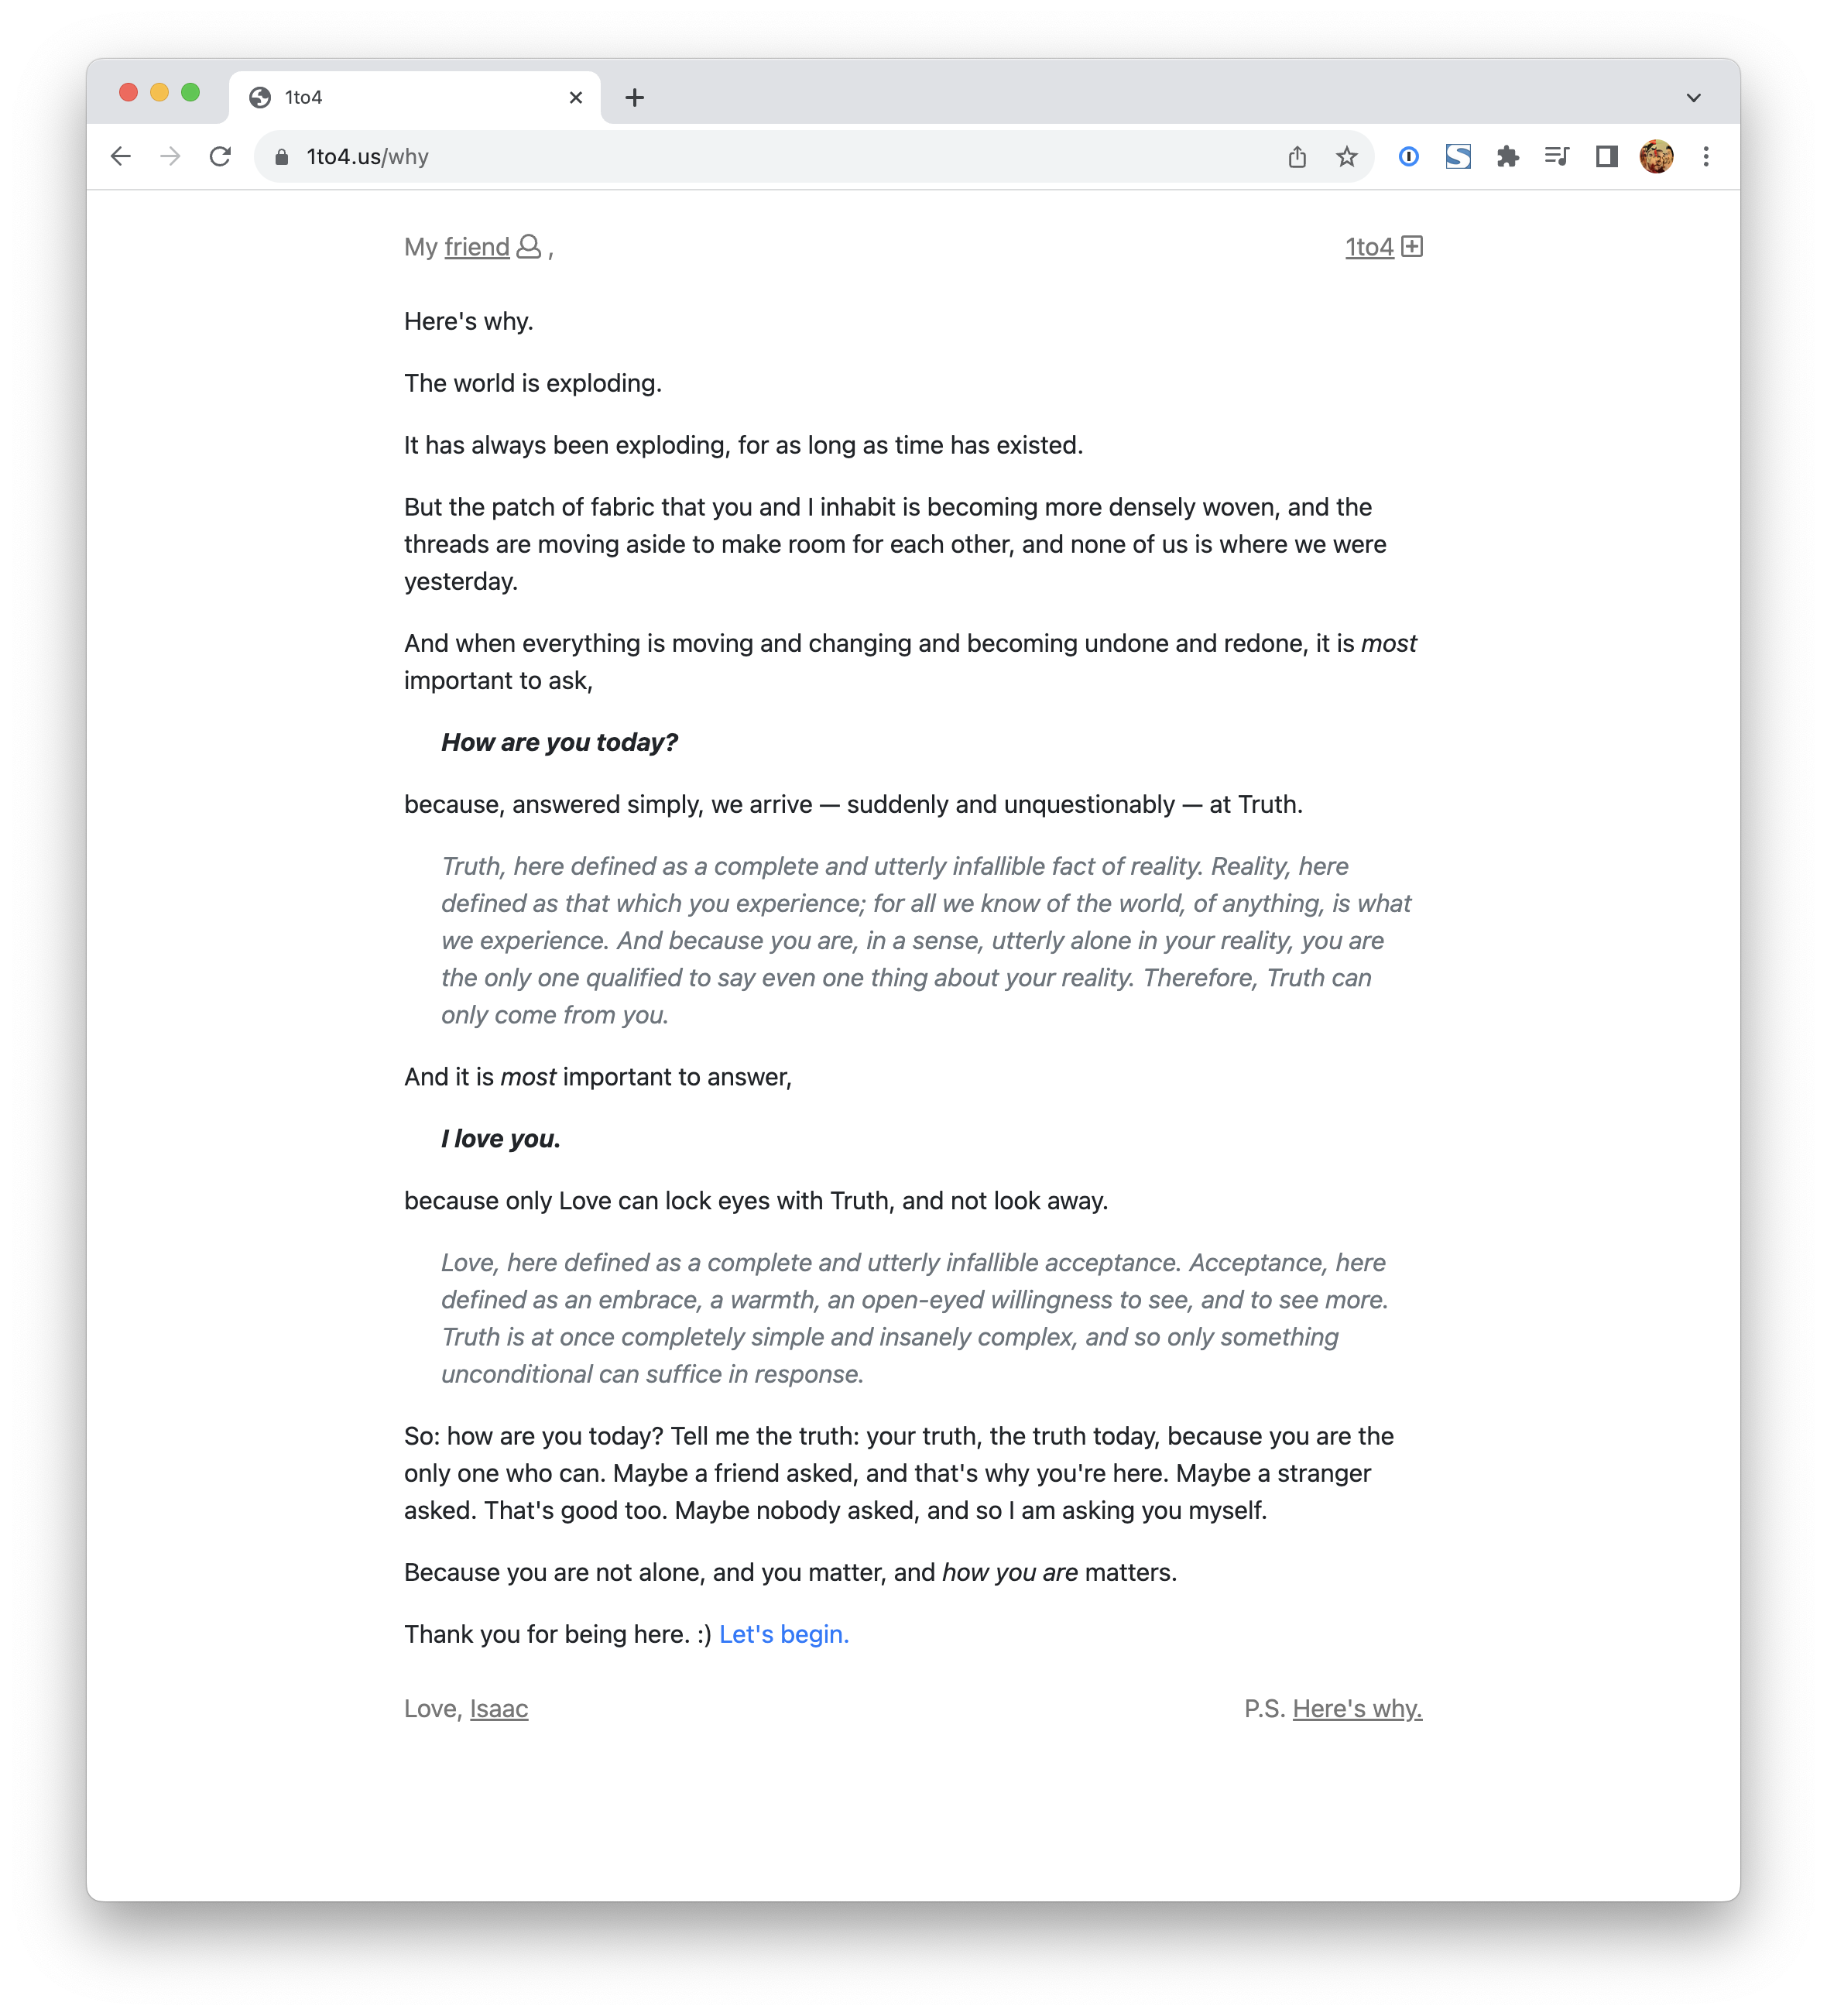 1to4
1to4.us/why
My friend ,
1to4
Here's why.
The world is exploding.
It has always been exploding, for as long as time has existed.
But the patch of fabric that you and I inhabit is becoming more densely woven, and the
threads are moving aside to make room for each other, and none of us is where we were
yesterday.
And when everything is moving and changing and becoming undone and redone, it is most
important to ask,
How are you today?
because, answered simply, we arrive — suddenly and unquestionably — at Truth.
Truth, here defined as a complete and utterly infallible fact of reality. Reality, here
defined as that which you experience; for all we know of the world, of anything, is what
we experience. And because you are, in a sense, utterly alone in your reality, you are
the only one qualified to say even one thing about your reality. Therefore, Truth can
only come from you.
And it is most important to answer,
I love you.
because only Love can lock eyes with Truth, and not look away.
Love, here defined as a complete and utterly infallible acceptance. Acceptance, here
defined as an embrace, a warmth, an open-eyed willingness to see, and to see more.
Truth is at once completely simple and insanely complex, and so only something
unconditional can suffice in response.
So: how are you today? Tell me the truth: your truth, the truth today, because you are the
only one who can. Maybe a friend asked, and that's why you're here. Maybe a stranger
asked. That's good too. Maybe nobody asked, and so I am asking you myself.
Because you are not alone, and you matter, and how you are matters.
Thank you for being here. :) Let's begin.
Love, Isaac
P.S. Here's why.